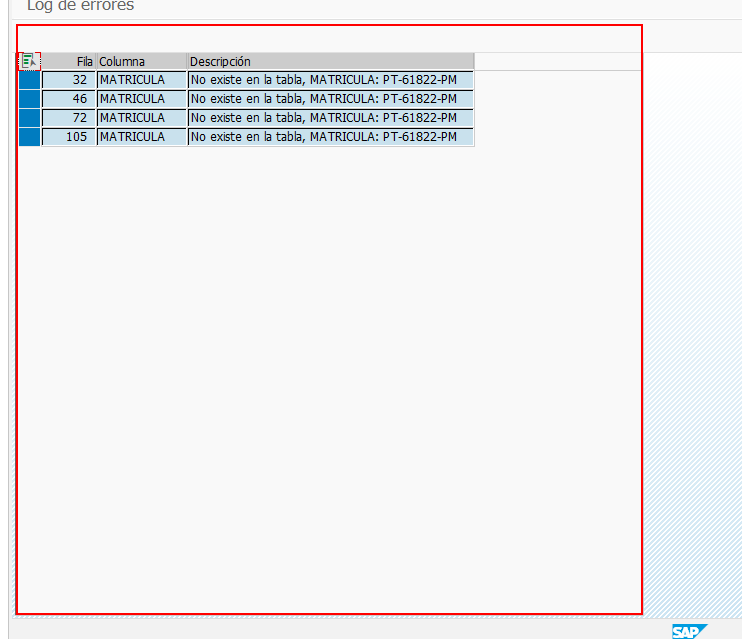 Log de errores
Fila Columna Descripción
32 MATRICULA No existe en la tabla, MATRICULA: PT-61822-PM
46 MATRICULA No existe en la tabla, MATRICULA: PT-61822-PM
72 MATRICULA No existe en la tabla, MATRICULA: PT-61822-PM
105 MATRICULA No existe en la tabla, MATRICULA: PT-61822-PM
SAP